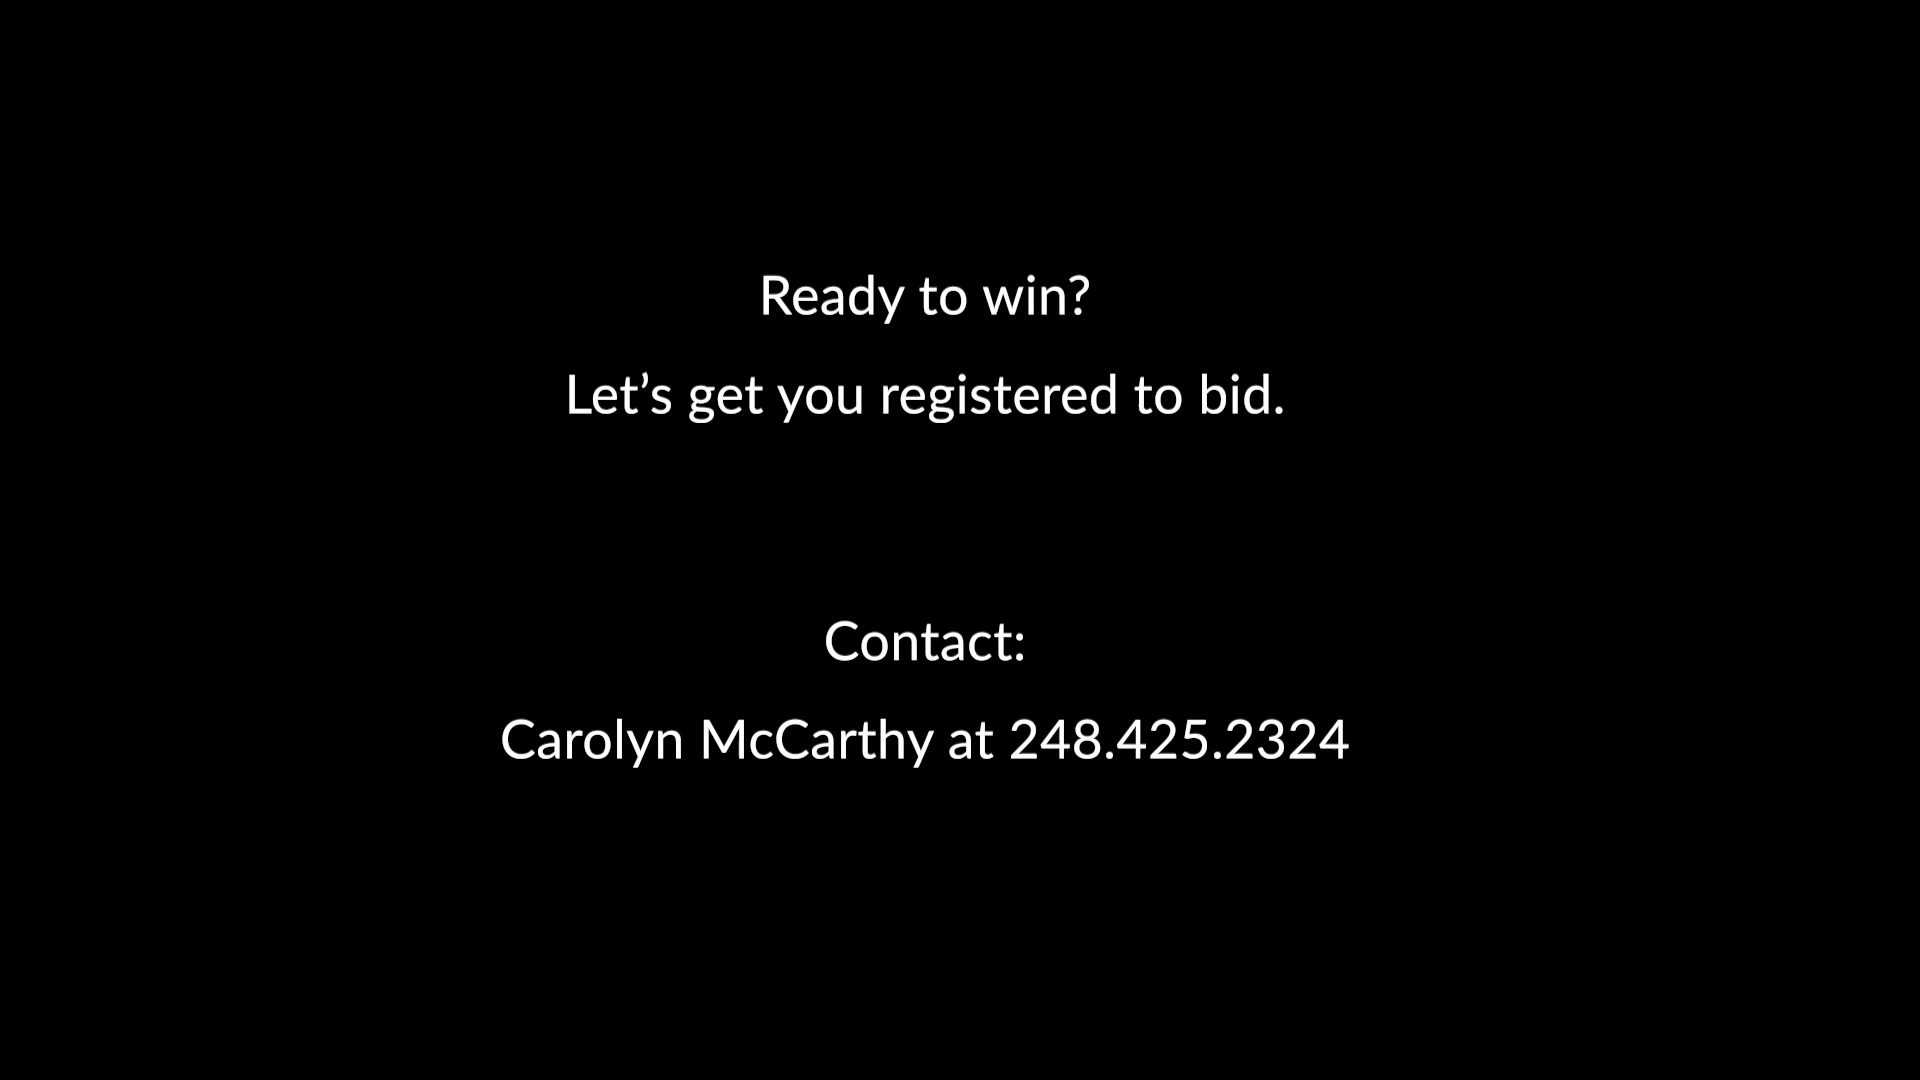 Ready to win?
Let’s get you registered to bid.
Contact:
Carolyn McCarthy at 248.425.2324